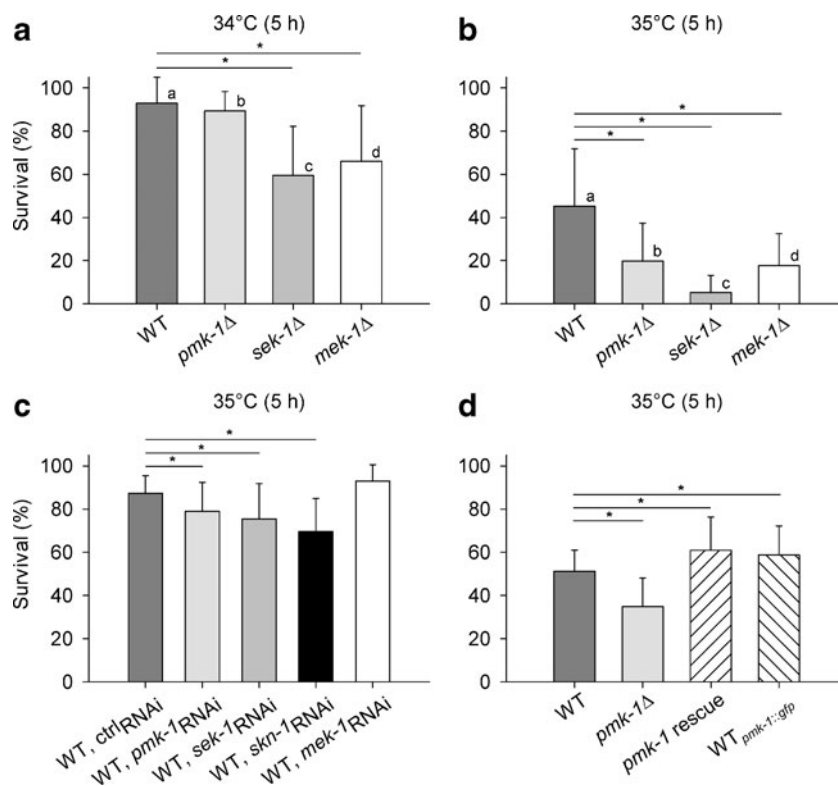 a
34°C (5 h)
*
*
Survival (%)
100
80
60
40
20
0
a
b
c
d
WT
pmk-1Δ
sek-1Δ
mek-1Δ
b
35°C (5 h)
*
*
*
100
80
60
40
20
0
a
b
c
d
WT
pmk-1Δ
sek-1Δ
mek-1Δ
c
35°C (5 h)
*
*
*
Survival (%)
100
80
60
40
20
0
WT, ctrlRNAi
WT, pmk-1RNAi
WT, sek-1RNAi
WT, skn-1RNAi
WT, mek-1RNAi
d
35°C (5 h)
*
*
*
100
80
60
40
20
0
WT
pmk-1Δ
pmk-1 rescue
WT pmk-1::gfp